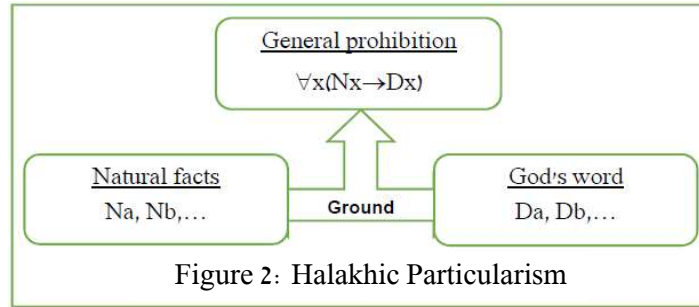 General prohibition
∀x(Nx→Dx)
Natural facts
Na, Nb,…
Ground
God's word
Da, Db,…
Figure 2: Halakhic Particularism